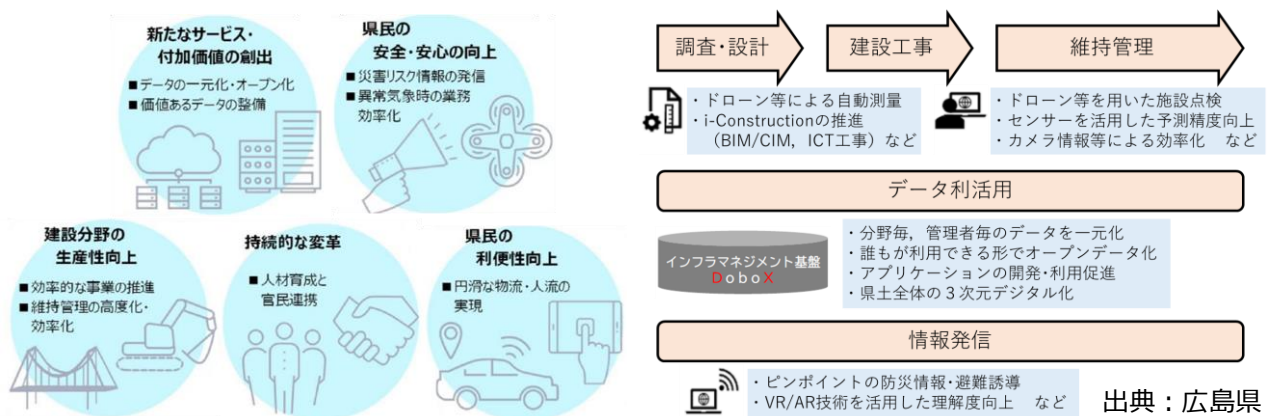 新たなサービス・
付加価値の創出
■データの一元化・オープン化
■価値あるデータの整備
県民の
安全・安心の向上
■災害リスク情報の発信
■異常気象時の業務
効率化
建設分野の
生産性向上
■効率的な事業の推進
■維持管理の高度化・
効率化
持続的な変革
■人材育成と
官民連携
県民の
利便性向上
■円滑な物流・人流の
実現
調査・設計
建設工事
維持管理
・ドローン等による自動測量
・i-Constructionの推進
（BIM/CIM，ICT工事）など
・ドローン等を用いた施設点検
・センサーを活用した予測精度向上
・カメラ情報等による効率化　など
データ利活用
インフラマネジメント基盤
DoboX
・分野毎，管理者毎のデータを一元化
・誰もが利用できる形でオープンデータ化
・アプリケーションの開発・利用促進
・県土全体の３次元デジタル化
情報発信
・ピンポイントの防災情報・避難誘導
・VR/AR技術を活用した理解度向上　など
出典：広島県